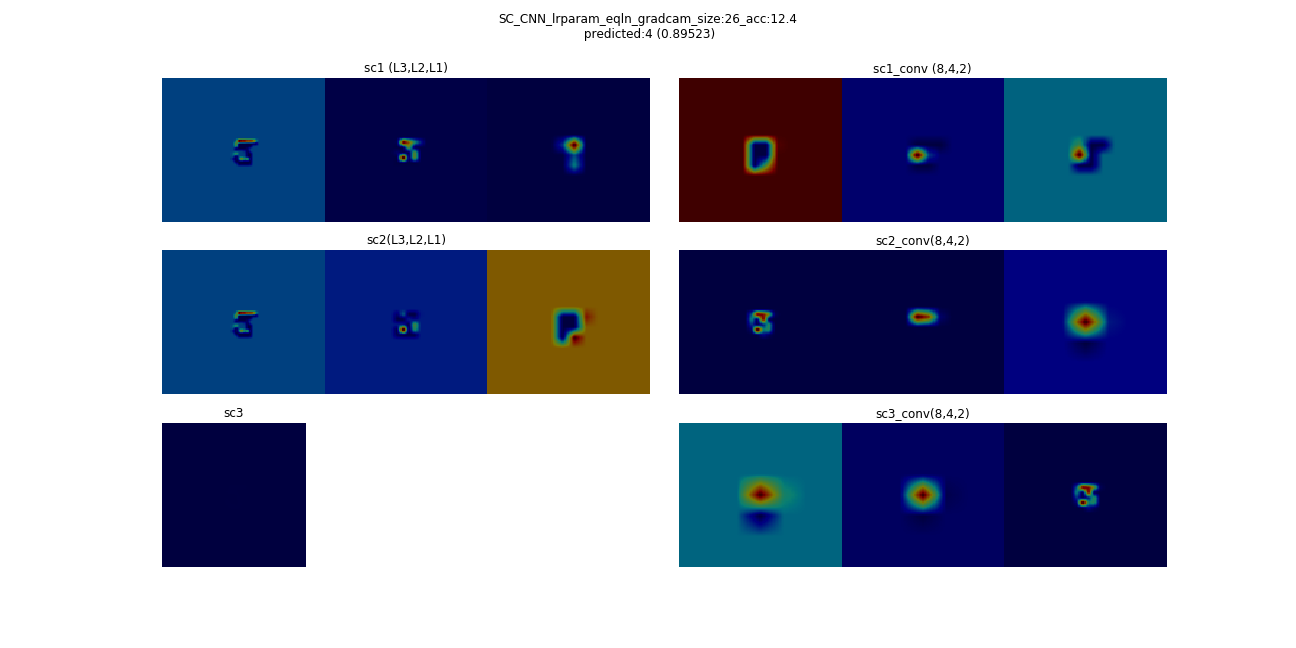 SC_CNN_lrparam_eqln_gradcam_size:26_acc:12.4
predicted:4 (0.89523)
sc1 (L3,L2,L1)
sc1_conv (8,4,2)
sc2(L3,L2,L1)
sc2_conv(8,4,2)
sc3
sc3_conv(8,4,2)